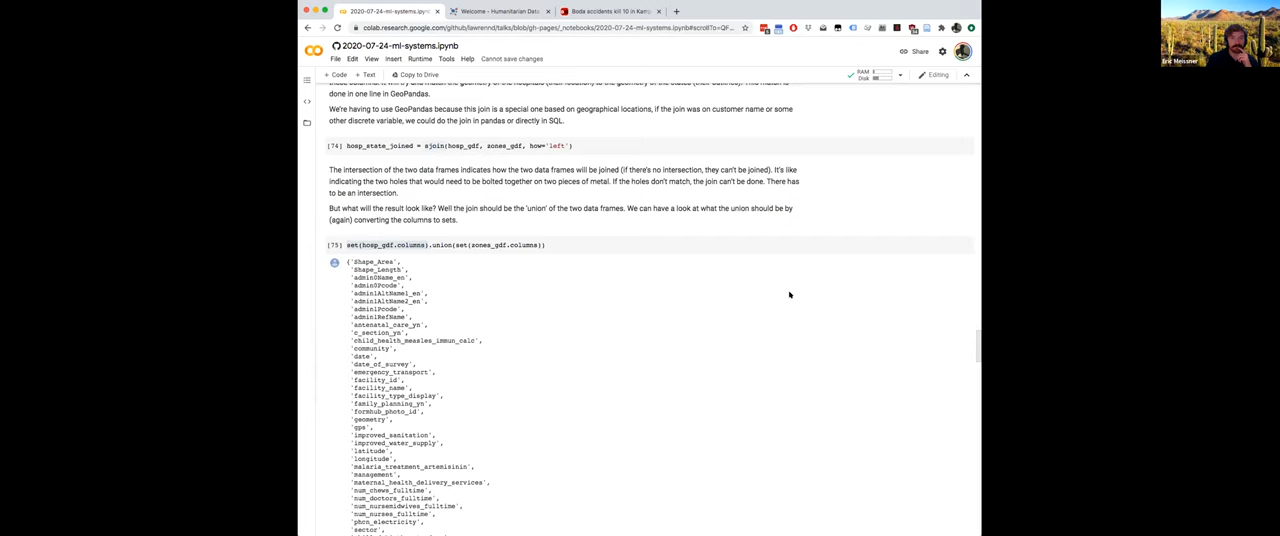 2020-07-24-ml-systems.ipynb
Welcome - Humanitarian Data
Boda accidents kill 10 in Kam
colab.research.google.com/github/lawrennd/talks/blob/gh-pages/_notebooks/2020-07-24-ml-systems.ipynb#scrollTo=QF...
Eric Meissner
2020-07-24-ml-systems.ipynb
File Edit View Insert Runtime Tools Help Cannot save changes
Share
+ Code + Text Copy to Drive
RAM
Disk
Editing
done in one line in GeoPandas.
We're having to use GeoPandas because this join is a special one based on geographical locations, if the join was on customer name or some
other discrete variable, we could do the join in pandas or directly in SQL.
[74] hosp_state_joined = sjoin(hosp_gdf, zones_gdf, how='left')
The intersection of the two data frames indicates how the two data frames will be joined (if there's no intersection, they can't be joined). It's like
indicating the two holes that would need to be bolted together on two pieces of metal. If the holes don't match, the join can't be done. There has
to be an intersection.
But what will the result look like? Well the join should be the 'union' of the two data frames. We can have a look at what the union should be by
(again) converting the columns to sets.
[75] set(hosp_gdf.columns).union(set(zones_gdf.columns))
{'Shape_Area',
'Shape_Length',
'admin0Name_en',
'admin0Pcode',
'admin1AltName1_en',
'admin1AltName2_en',
'admin1Pcode',
'admin1RefName',
'antenatal_care_yn',
'c_section_yn',
'child_health_measles_immun_calc',
'community',
'date',
'date_of_survey',
'emergency_transport',
'facility_id',
'facility_name',
'facility_type_display',
'family_planning_yn',
'formhub_photo_id',
'geometry',
'gps',
'improved_sanitation',
'improved_water_supply',
'latitude',
'longitude',
'malaria_treatment_artemisinin',
'management',
'maternal_health_delivery_services',
'num_chews_fulltime',
'num_doctors_fulltime',
'num_nursemidwives_fulltime',
'num_nurses_fulltime',
'phcn_electricity',
'sector',